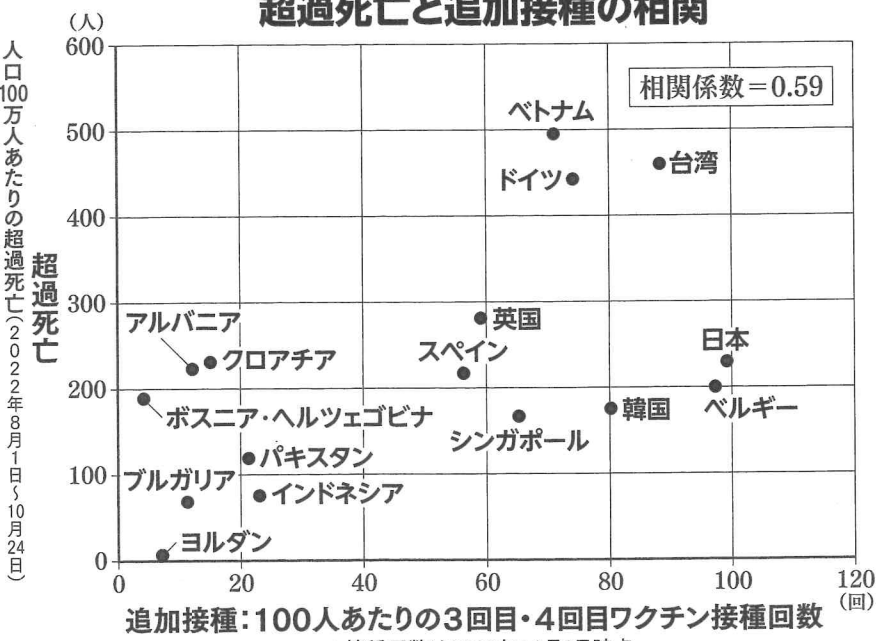 超過死亡と追加接種の相関
(人)
相関係数=0.59
600
500
400
300
200
100
0
人口100万人あたりの超過死亡(2022年8月1日〜10月24日)
超過死亡
ベトナム
ドイツ
台湾
アルバニア
クロアチア
英国
スペイン
日本
ボスニア・ヘルツェゴビナ
シンガポール
韓国
ベルギー
パキスタン
ブルガリア
インドネシア
ヨルダン
0 20 40 60 80 100 120
(回)
追加接種:100人あたりの3回目・4回目ワクチン接種回数